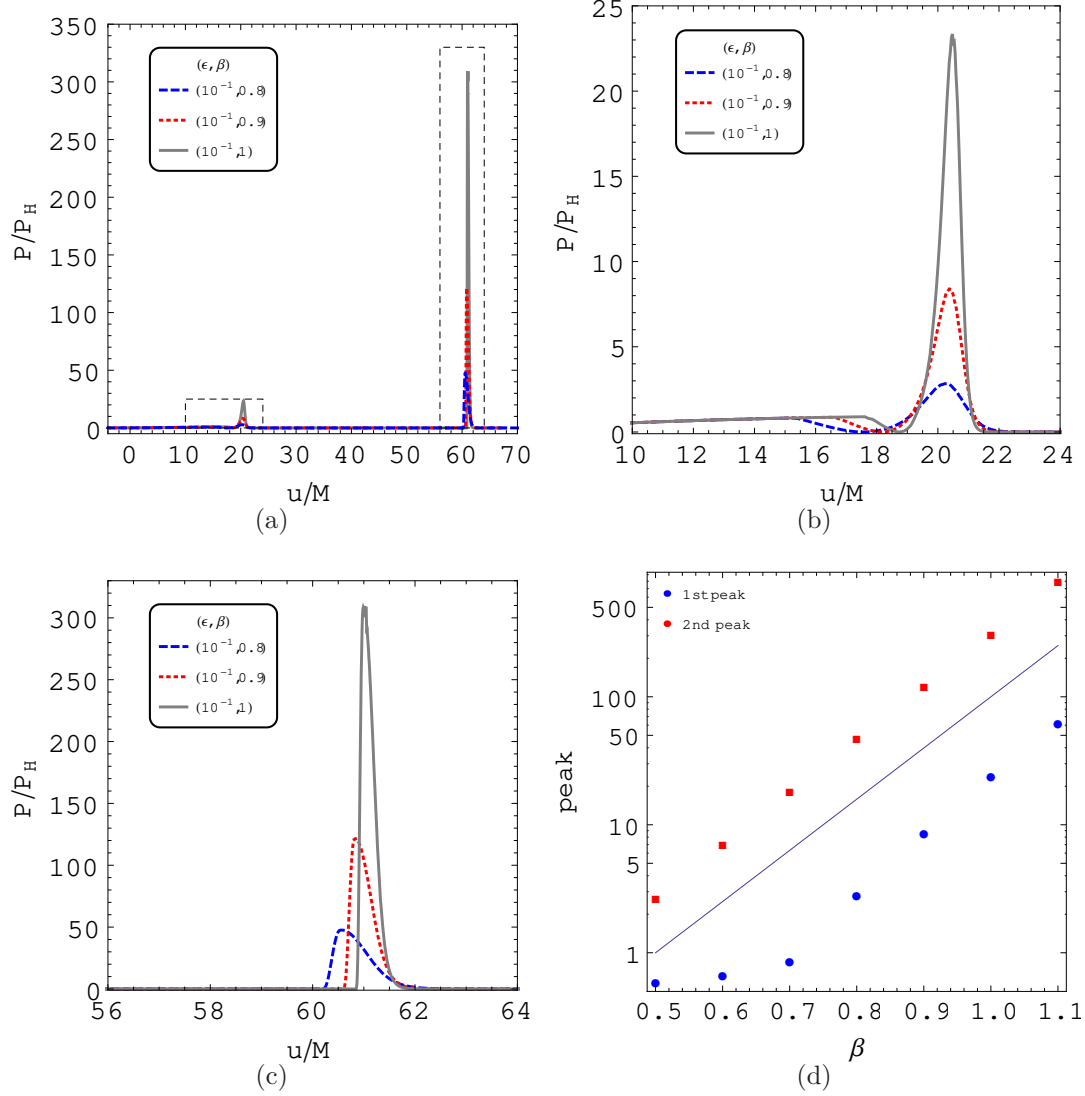 350
300
250
200
150
100
50
0
P/P_H
(ϵ, β)
(10⁻¹,0.8)
(10⁻¹,0.9)
(10⁻¹,1)
0 10 20 30 40 50 60 70
u/M
(a)
25
20
15
10
5
0
P/P_H
(ϵ, β)
(10⁻¹,0.8)
(10⁻¹,0.9)
(10⁻¹,1)
10 12 14 16 18 20 22 24
u/M
(b)
300
250
200
150
100
50
0
P/P_H
(ϵ, β)
(10⁻¹,0.8)
(10⁻¹,0.9)
(10⁻¹,1)
56 58 60 62 64
u/M
(c)
500
100
50
10
5
1
peak
1st peak
2nd peak
0.5 0.6 0.7 0.8 0.9 1.0 1.1
β
(d)